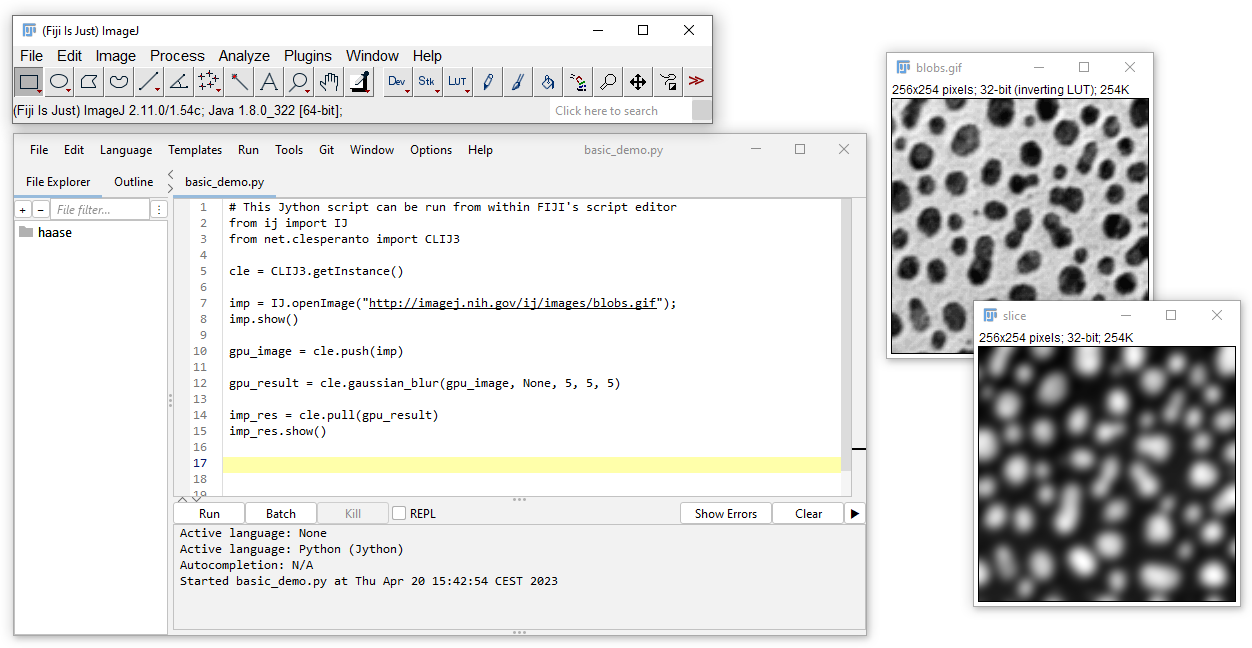 (Fiji Is Just) ImageJ
File Edit Image Process Analyze Plugins Window Help
Dev Stk LUT
(Fiji Is Just) ImageJ 2.11.0/1.54c; Java 1.8.0_322 [64-bit];
Click here to search
File Edit Language Templates Run Tools Git Window Options Help basic_demo.py
File Explorer Outline basic_demo.py
File filter...
haase
1 # This Jython script can be run from within FIJI's script editor
2 from ij import IJ
3 from net.clesperanto import CLIJ3
4
5 cle = CLIJ3.getInstance()
6
7 imp = IJ.openImage("http://imagej.nih.gov/ij/images/blobs.gif");
8 imp.show()
9
10 gpu_image = cle.push(imp)
11
12 gpu_result = cle.gaussian_blur(gpu_image, None, 5, 5, 5)
13
14 imp_res = cle.pull(gpu_result)
15 imp_res.show()
16
17
18
19
Run Batch Kill REPL Show Errors Clear
Active language: None
Active language: Python (Jython)
Autocompletion: N/A
Started basic_demo.py at Thu Apr 20 15:42:54 CEST 2023
blobs.gif
256x254 pixels; 32-bit (inverting LUT); 254K
slice
256x254 pixels; 32-bit; 254K